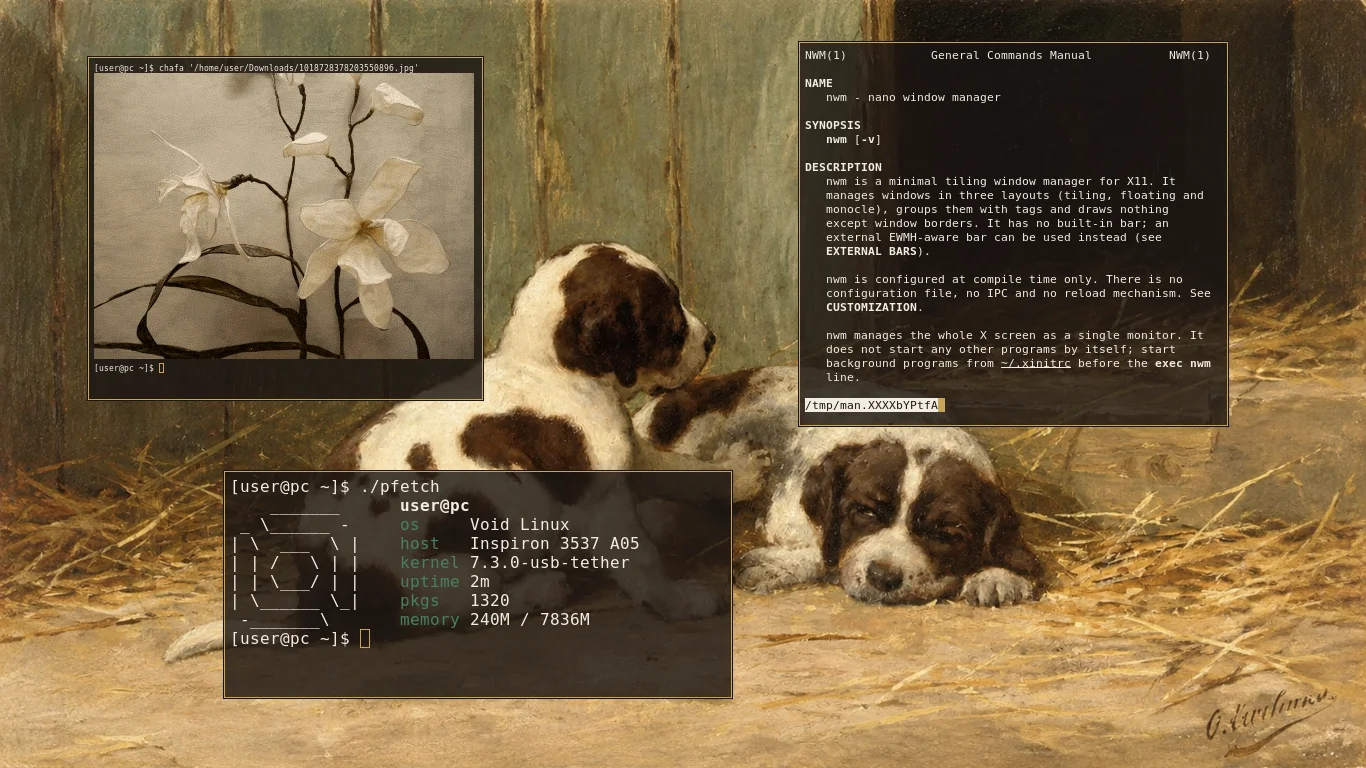 [user@pc ~]$ chafa '/home/user/Downloads/1018728378203550896.jpg'
[user@pc ~]$
NWM(1) General Commands Manual NWM(1)
NAME
nwm - nano window manager
SYNOPSIS
nwm [-v]
DESCRIPTION
nwm is a minimal tiling window manager for X11. It
manages windows in three layouts (tiling, floating and
monocle), groups them with tags and draws nothing
except window borders. It has no built-in bar; an
external EWMH-aware bar can be used instead (see
EXTERNAL BARS).
nwm is configured at compile time only. There is no
configuration file, no IPC and no reload mechanism. See
CUSTOMIZATION.
nwm manages the whole X screen as a single monitor. It
does not start any other programs by itself; start
background programs from ~/.xinitrc before the exec nwm
line.
/tmp/man.XXXXbYPtfA
[user@pc ~]$ ./pfetch
user@pc
os Void Linux
host Inspiron 3537 A05
kernel 7.3.0-usb-tether
uptime 2m
pkgs 1320
memory 240M / 7836M
[user@pc ~]$